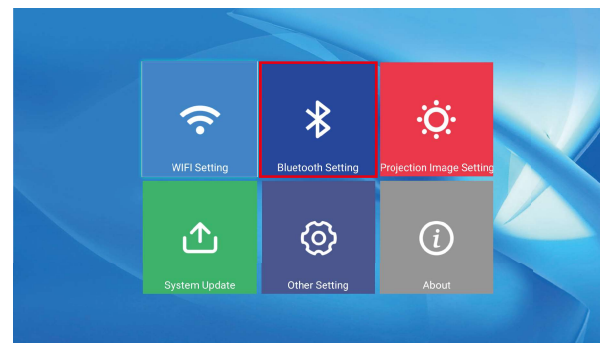 WIFI Setting
Bluetooth Setting
Projection Image Setting
System Update
Other Setting
About